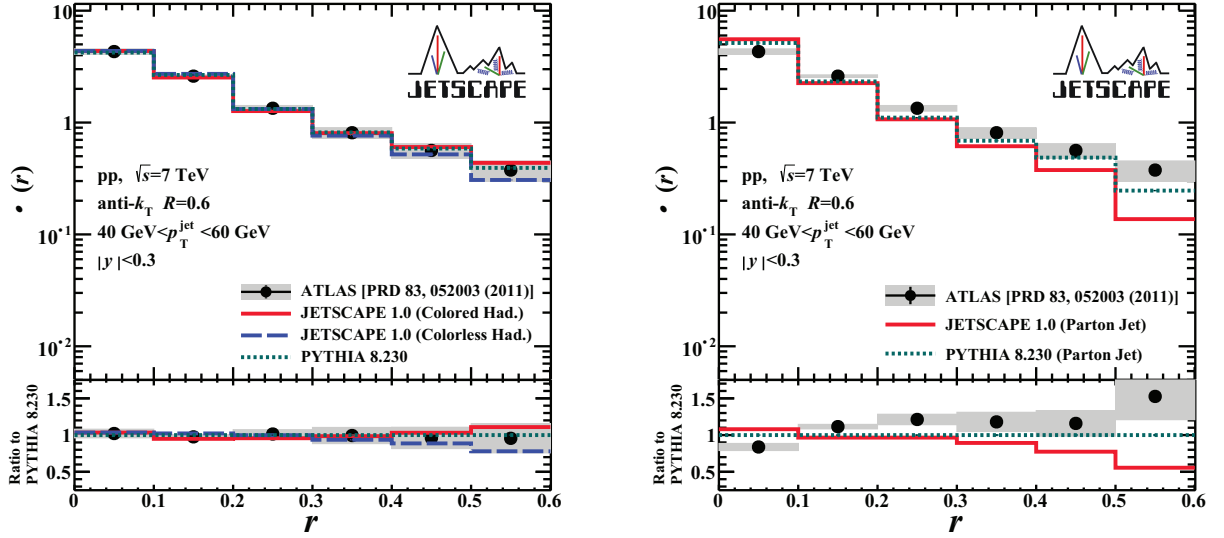 10
1
10⁻¹
10⁻²
• (r)
JETSCAPE
pp, √s=7 TeV
anti-k_T R=0.6
40 GeV<p_T^jet <60 GeV
|y|<0.3
ATLAS [PRD 83, 052003 (2011)]
JETSCAPE 1.0 (Colored Had.)
JETSCAPE 1.0 (Colorless Had.)
PYTHIA 8.230
Ratio to
PYTHIA 8.230
1.5
1
0.5
0 0.1 0.2 0.3 0.4 0.5 0.6
r
10
1
10⁻¹
10⁻²
• (r)
JETSCAPE
pp, √s=7 TeV
anti-k_T R=0.6
40 GeV<p_T^jet <60 GeV
|y|<0.3
ATLAS [PRD 83, 052003 (2011)]
JETSCAPE 1.0 (Parton Jet)
PYTHIA 8.230 (Parton Jet)
Ratio to
PYTHIA 8.230
1.5
1
0.5
0 0.1 0.2 0.3 0.4 0.5 0.6
r